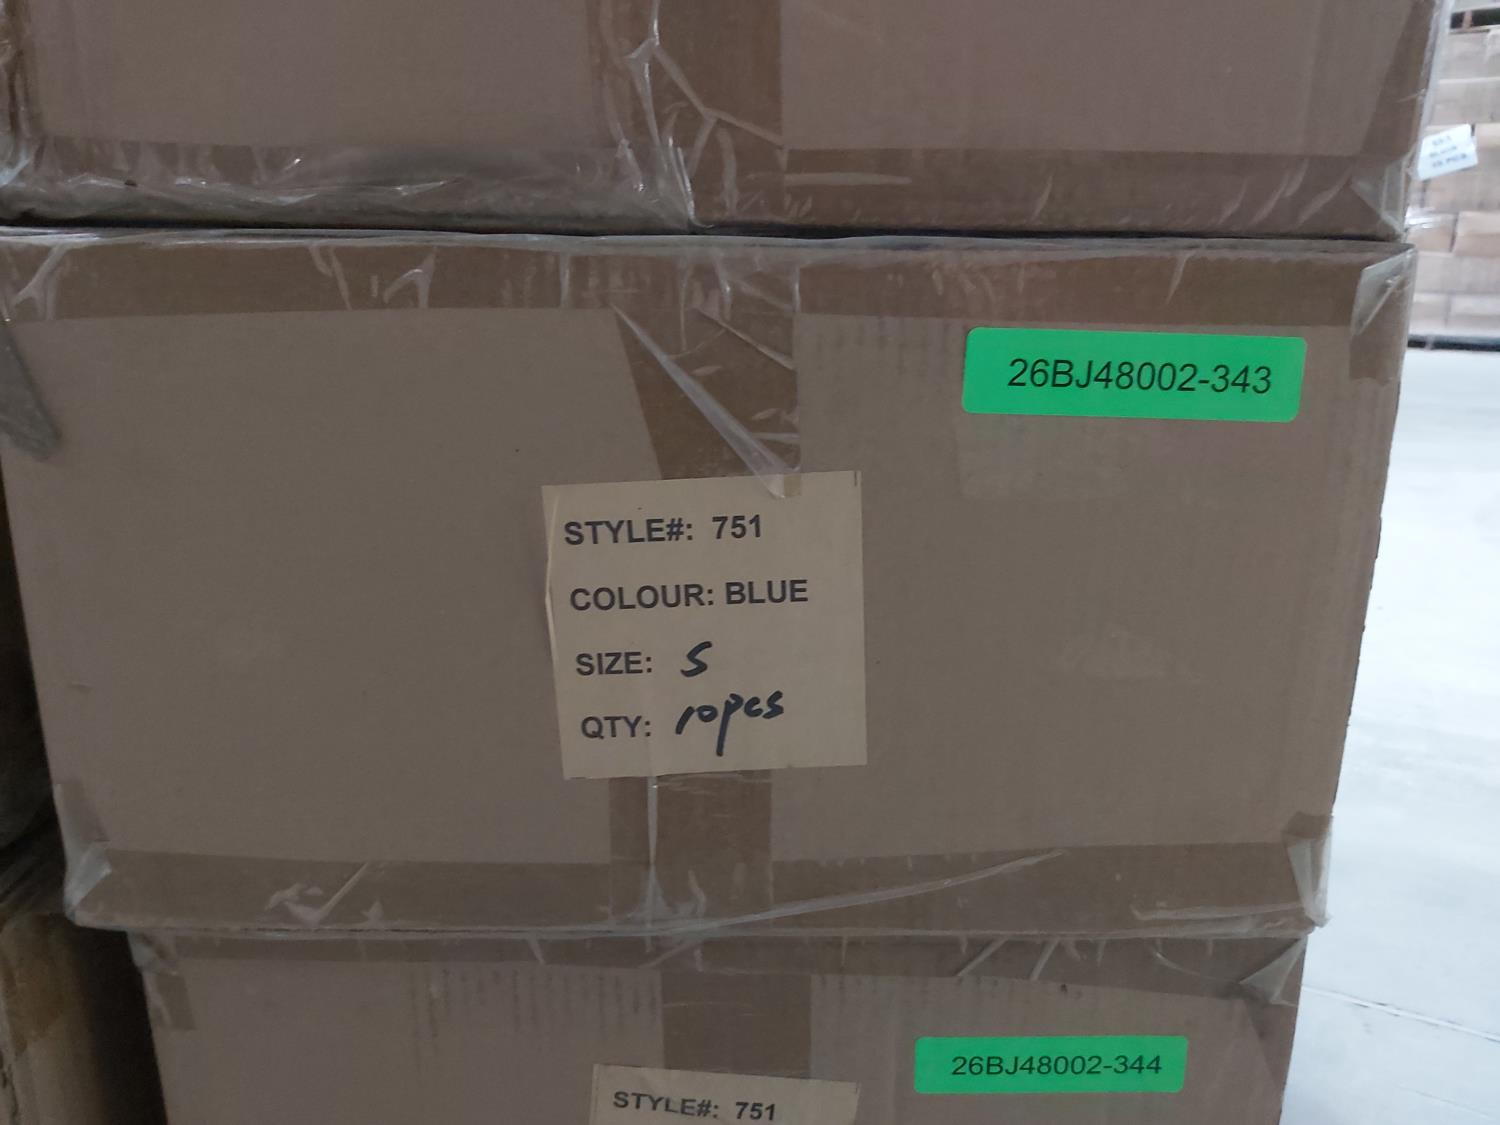 26BJ48002-343
STYLE#: 751
COLOUR: BLUE
SIZE: S
QTY: 10pcs
26BJ48002-344
STYLE#: 751